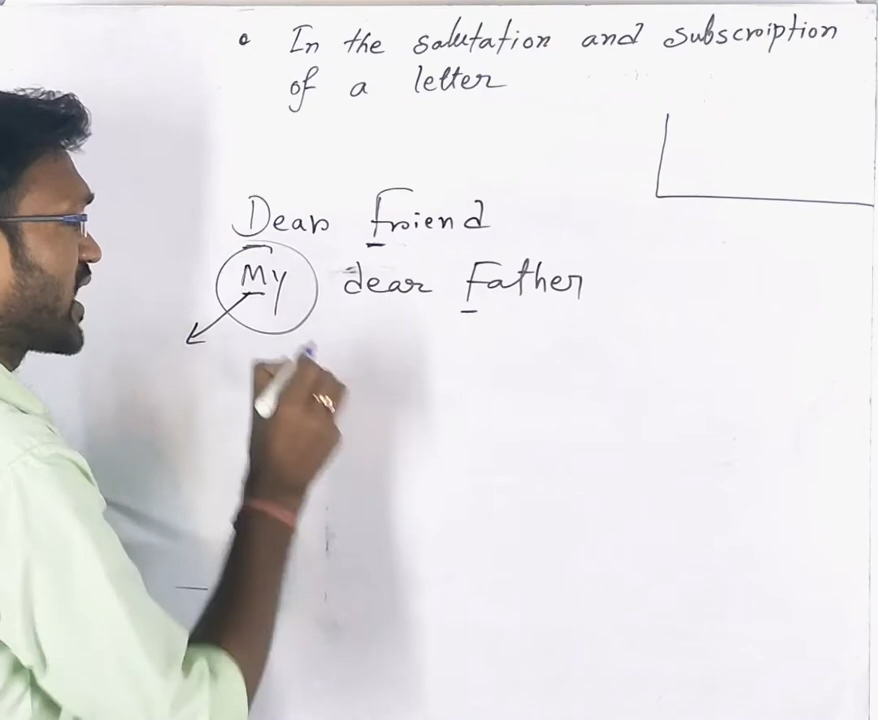 In the salutation and subscription
of a letter
Dear Friend
My dear Father